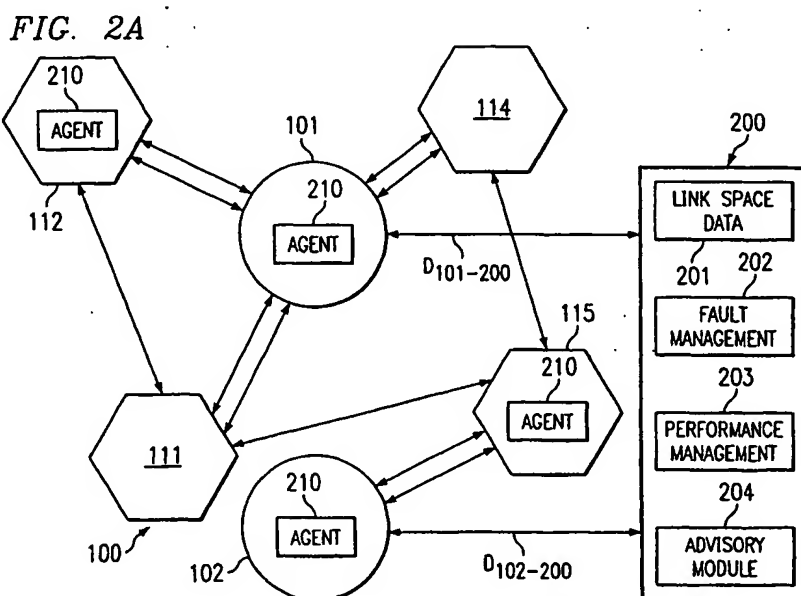 FIG. 2A
210
AGENT
112
101
210
AGENT
114
200
LINK SPACE
DATA
201
202
FAULT
MANAGEMENT
203
PERFORMANCE
MANAGEMENT
204
ADVISORY
MODULE
D101-200
115
210
AGENT
111
100
210
AGENT
102
D102-200